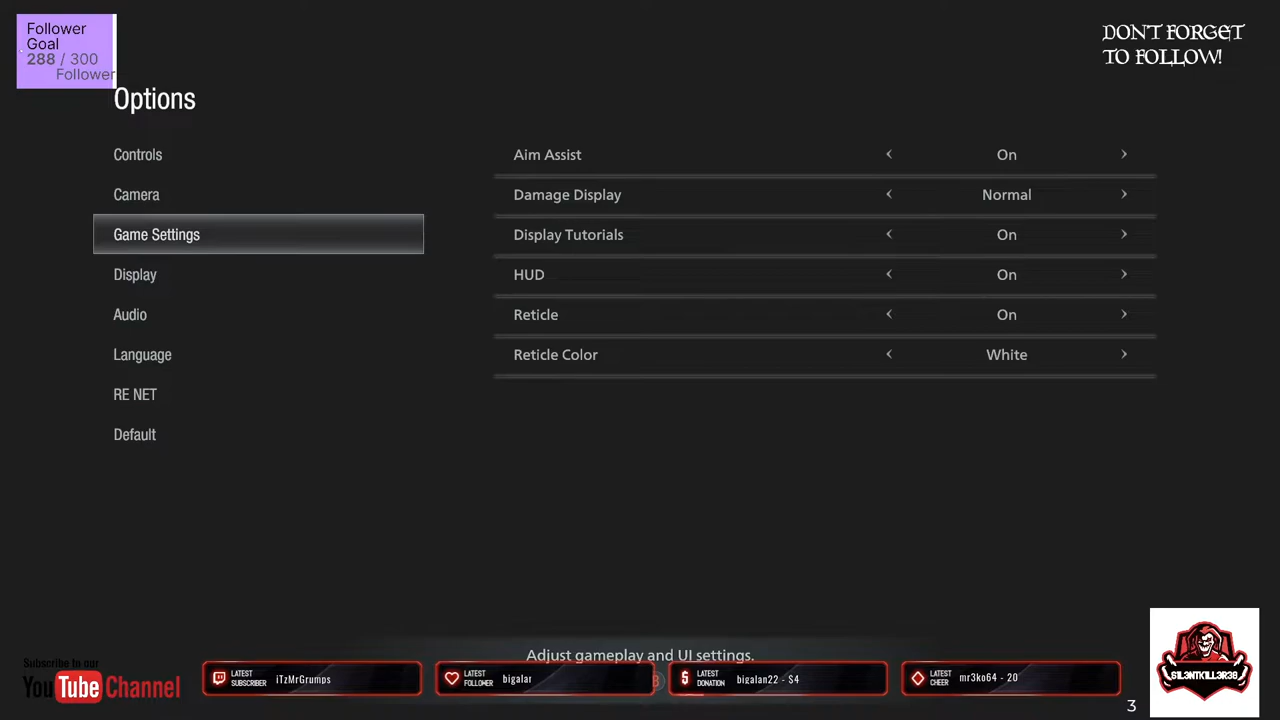 Follower
Goal
288 / 300
Follower
DON'T FORGET
TO FOLLOW!
Options
Controls
Camera
Game Settings
Display
Audio
Language
RE NET
Default
Aim Assist On
Damage Display Normal
Display Tutorials On
HUD On
Reticle On
Reticle Color White
Adjust gameplay and UI settings.
Subscribe to our
YouTube Channel
LATEST
SUBSCRIBER
iTzMrGrumps
LATEST
FOLLOWER
bigalar
LATEST
DONATION
bigalan22 - $4
LATEST
CHEER
mr3ko64 - 20
3